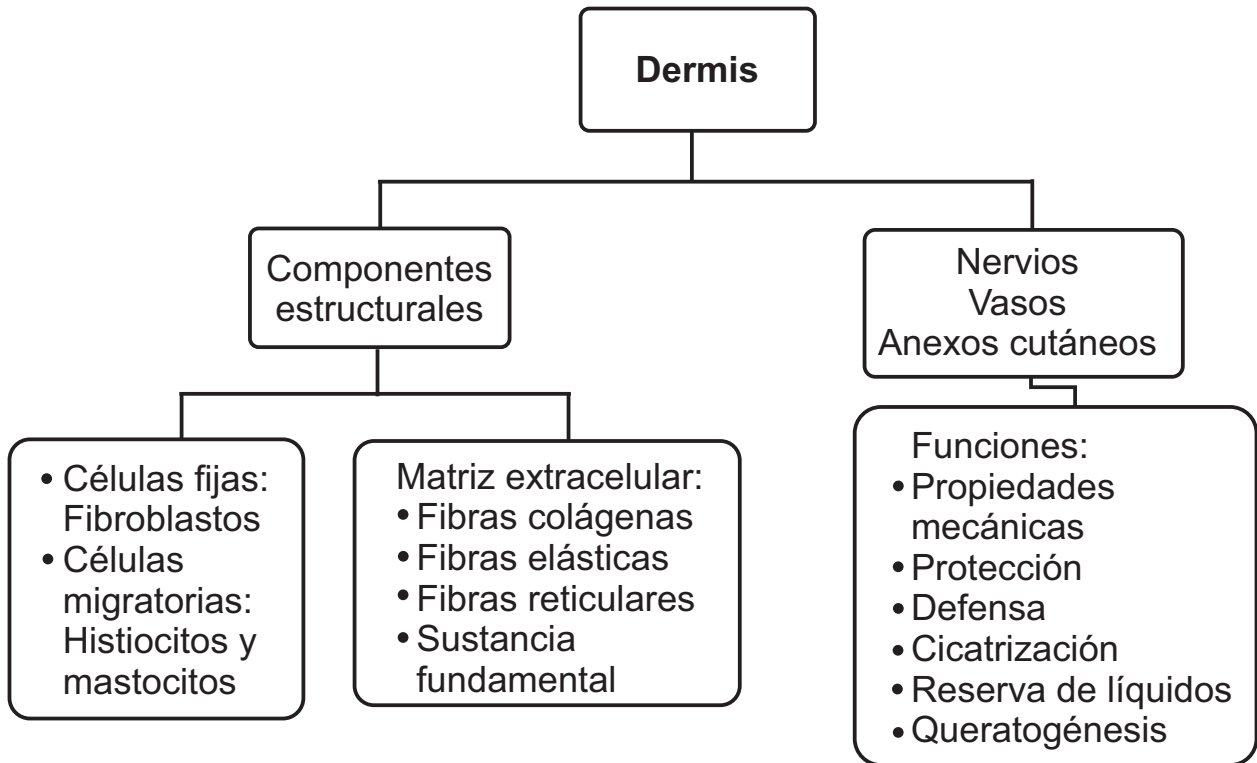 Dermis
Componentes
estructurales
Nervios
Vasos
Anexos cutáneos
• Células fijas:
Fibroblastos
• Células
migratorias:
Histiocitos y
mastocitos
Matriz extracelular:
• Fibras colágenas
• Fibras elásticas
• Fibras reticulares
• Sustancia
fundamental
Funciones:
• Propiedades
mecánicas
• Protección
• Defensa
• Cicatrización
• Reserva de líquidos
• Queratogénesis